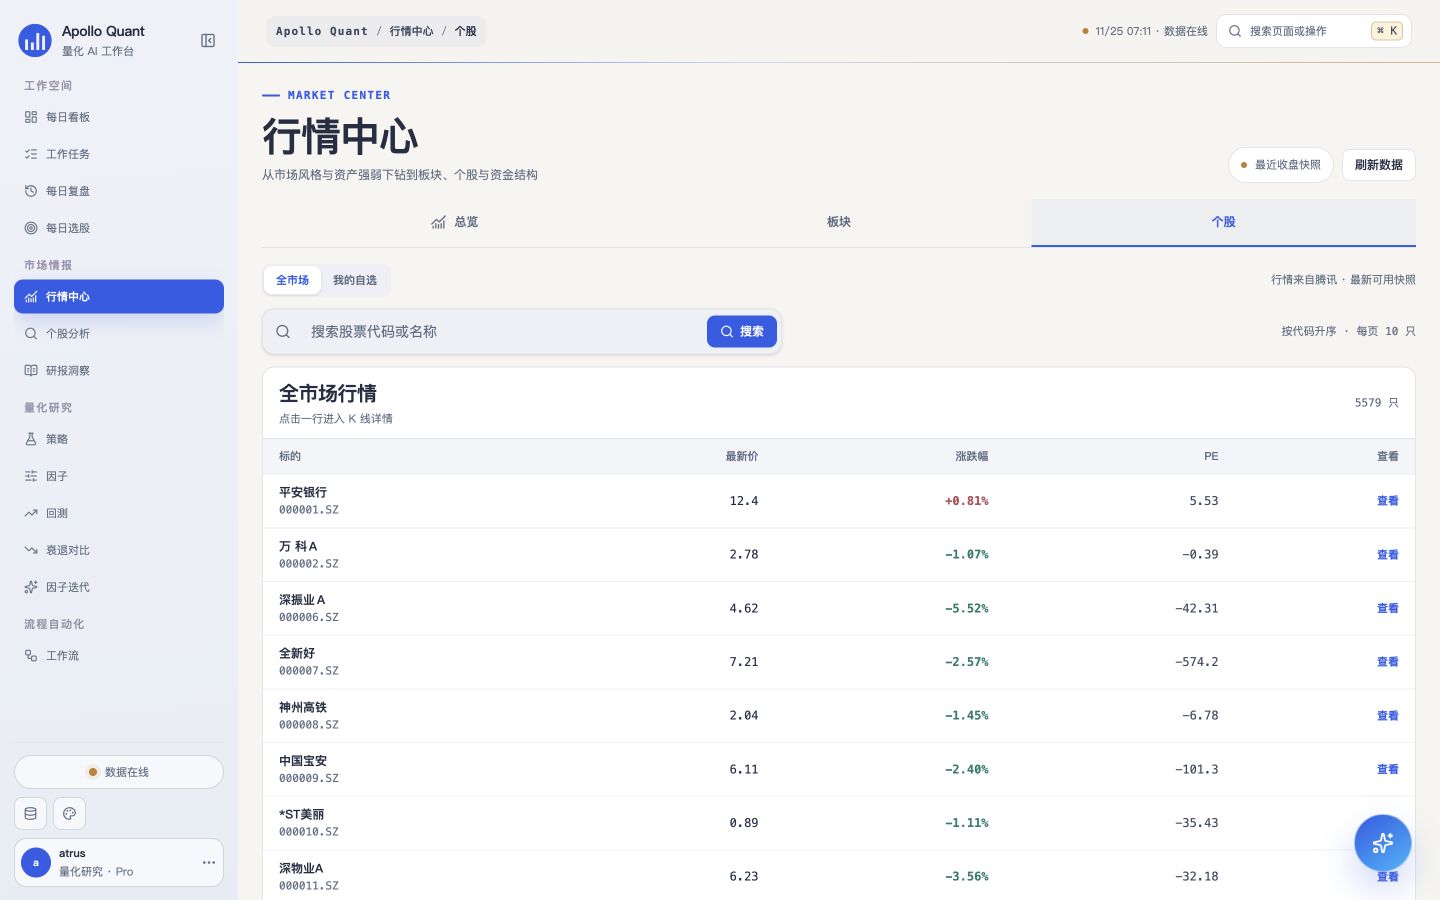 Apollo Quant
量化 AI 工作台
工作空间
每日看板
工作任务
每日复盘
每日选股
市场情报
行情中心
个股分析
研报洞察
量化研究
策略
因子
回测
衰退对比
因子迭代
流程自动化
工作流
数据在线
a
atrus
量化研究 · Pro
Apollo Quant / 行情中心 / 个股
11/25 07:11 · 数据在线
搜索页面或操作
⌘ K
MARKET CENTER
行情中心
从市场风格与资产强弱下钻到板块、个股与资金结构
最近收盘快照
刷新数据
总览
板块
个股
全市场
我的自选
行情来自腾讯 · 最新可用快照
搜索股票代码或名称
搜索
按代码升序 · 每页 10 只
全市场行情
点击一行进入 K 线详情
5579 只
标的 最新价 涨跌幅 PE 查看
平安银行
000001.SZ
12.4 +0.81% 5.53 查看
万 科A
000002.SZ
2.78 -1.07% -0.39 查看
深振业A
000006.SZ
4.62 -5.52% -42.31 查看
全新好
000007.SZ
7.21 -2.57% -574.2 查看
神州高铁
000008.SZ
2.04 -1.45% -6.78 查看
中国宝安
000009.SZ
6.11 -2.40% -101.3 查看
*ST美丽
000010.SZ
0.89 -1.11% -35.43
深物业A
000011.SZ
6.23 -3.56% -32.18 查看